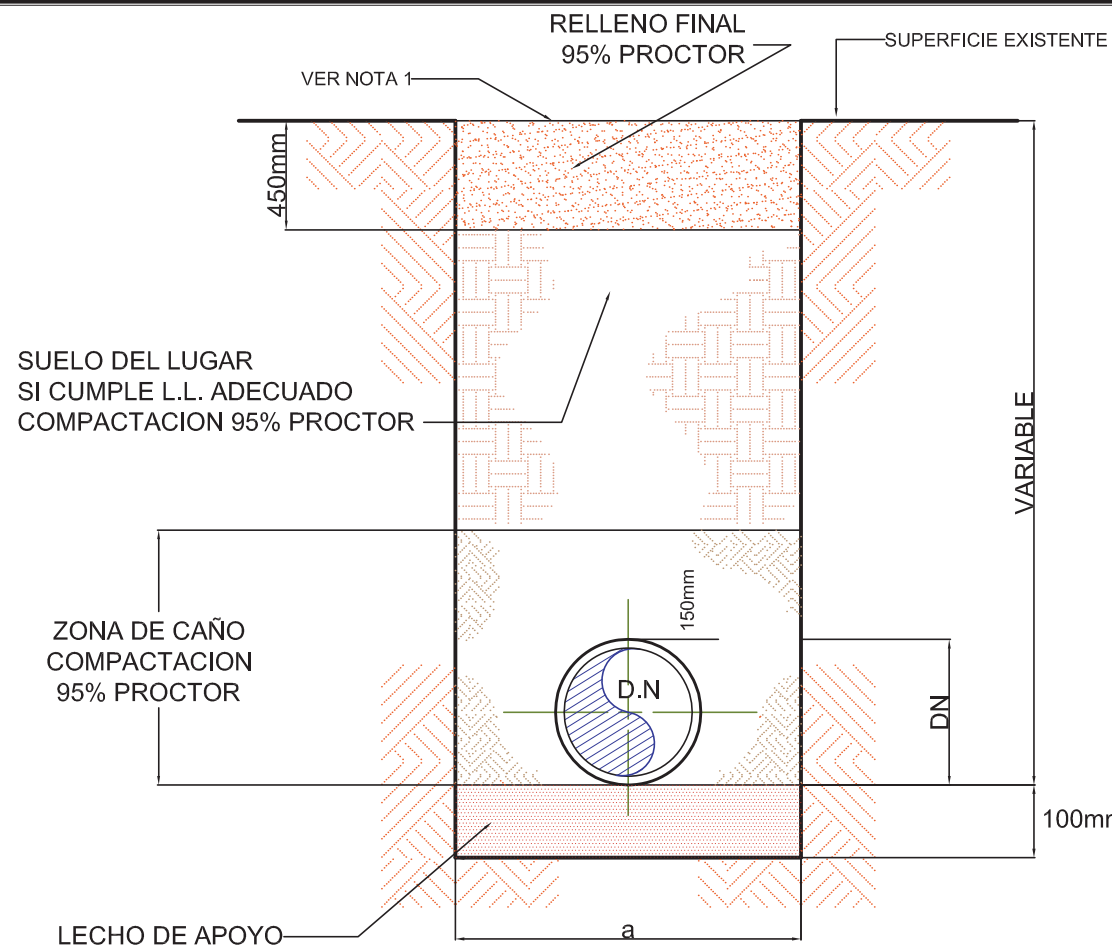 RELLENO FINAL
95% PROCTOR
SUPERFICIE EXISTENTE
VER NOTA 1
450mm
SUELO DEL LUGAR
SI CUMPLE L.L. ADECUADO
COMPACTACION 95% PROCTOR
VARIABLE
150mm
ZONA DE CAÑO
COMPACTACION
95% PROCTOR
D.N
DN
100mm
LECHO DE APOYO
a